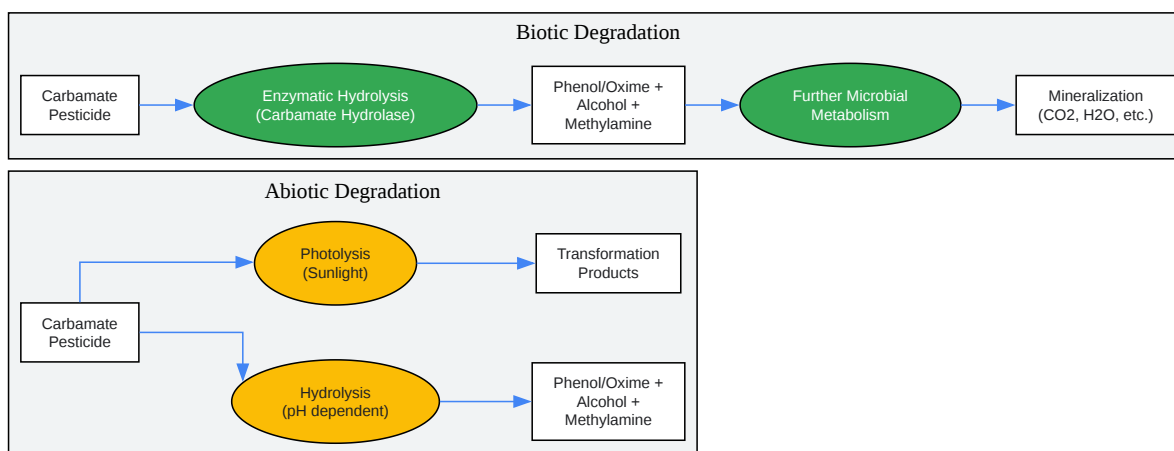 Biotic Degradation
Carbamate
Pesticide
Enzymatic Hydrolysis
(Carbamate Hydrolase)
Phenol/Oxime +
Alcohol +
Methylamine
Further Microbial
Metabolism
Mineralization
(CO2, H2O, etc.)
Abiotic Degradation
Photolysis
(Sunlight)
Transformation
Products
Carbamate
Pesticide
Hydrolysis
(pH dependent)
Phenol/Oxime +
Alcohol +
Methylamine